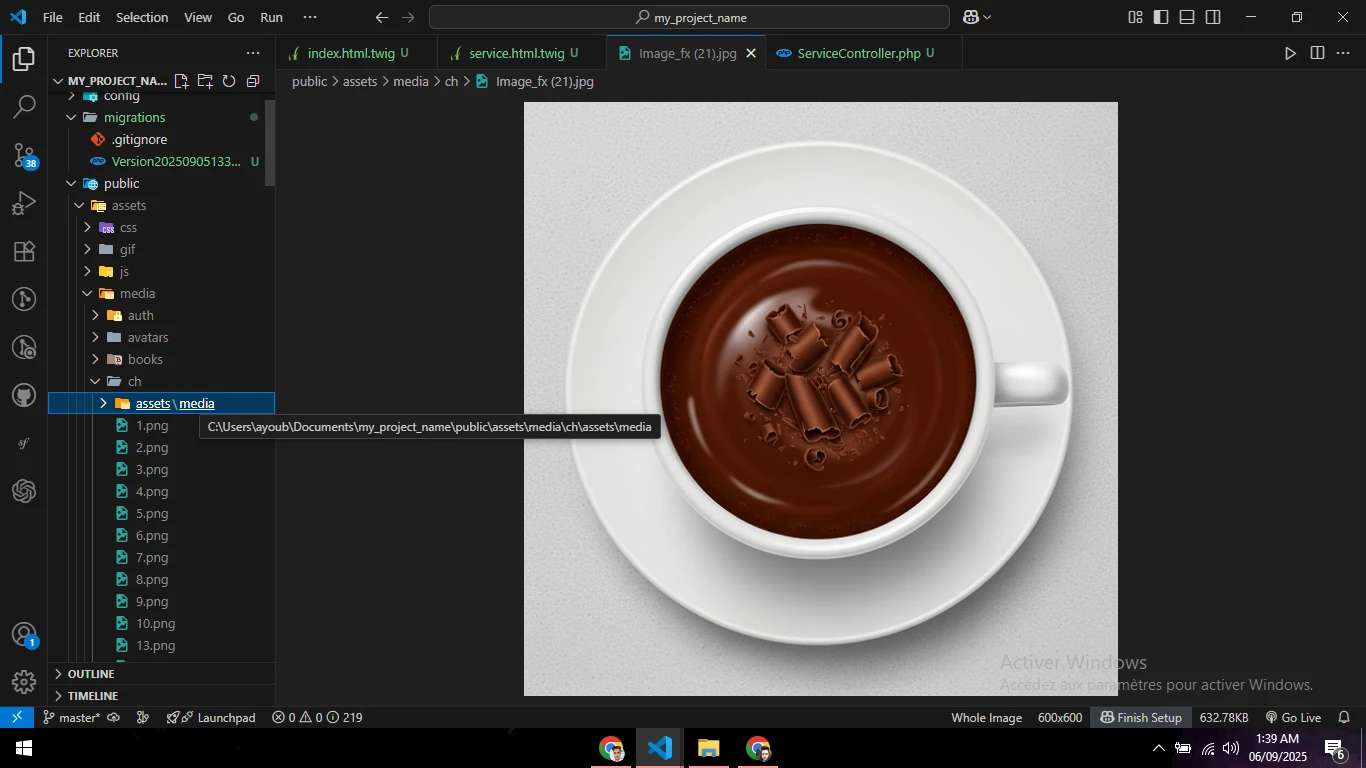 File Edit Selection View Go Run ··· my_project_name
EXPLORER ···
index.html.twig U service.html.twig U Image_fx (21).jpg ServiceController.php U ···
MY_PROJECT_NA...
public > assets > media > ch > Image_fx (21).jpg
config
migrations
.gitignore
Version20250905133... U
public
assets
css
gif
js
media
auth
avatars
books
ch
assets\media
C:\Users\ayoub\Documents\my_project_name\public\assets\media\ch\assets\media
1.png
2.png
3.png
4.png
5.png
6.png
7.png
8.png
9.png
10.png
13.png
38
sf
1
OUTLINE
TIMELINE
Activer Windows
Accédez aux paramètres pour activer Windows.
master* Launchpad 0 0 219 Whole Image 600x600 Finish Setup 632.78KB Go Live
1:39 AM
06/09/2025
6